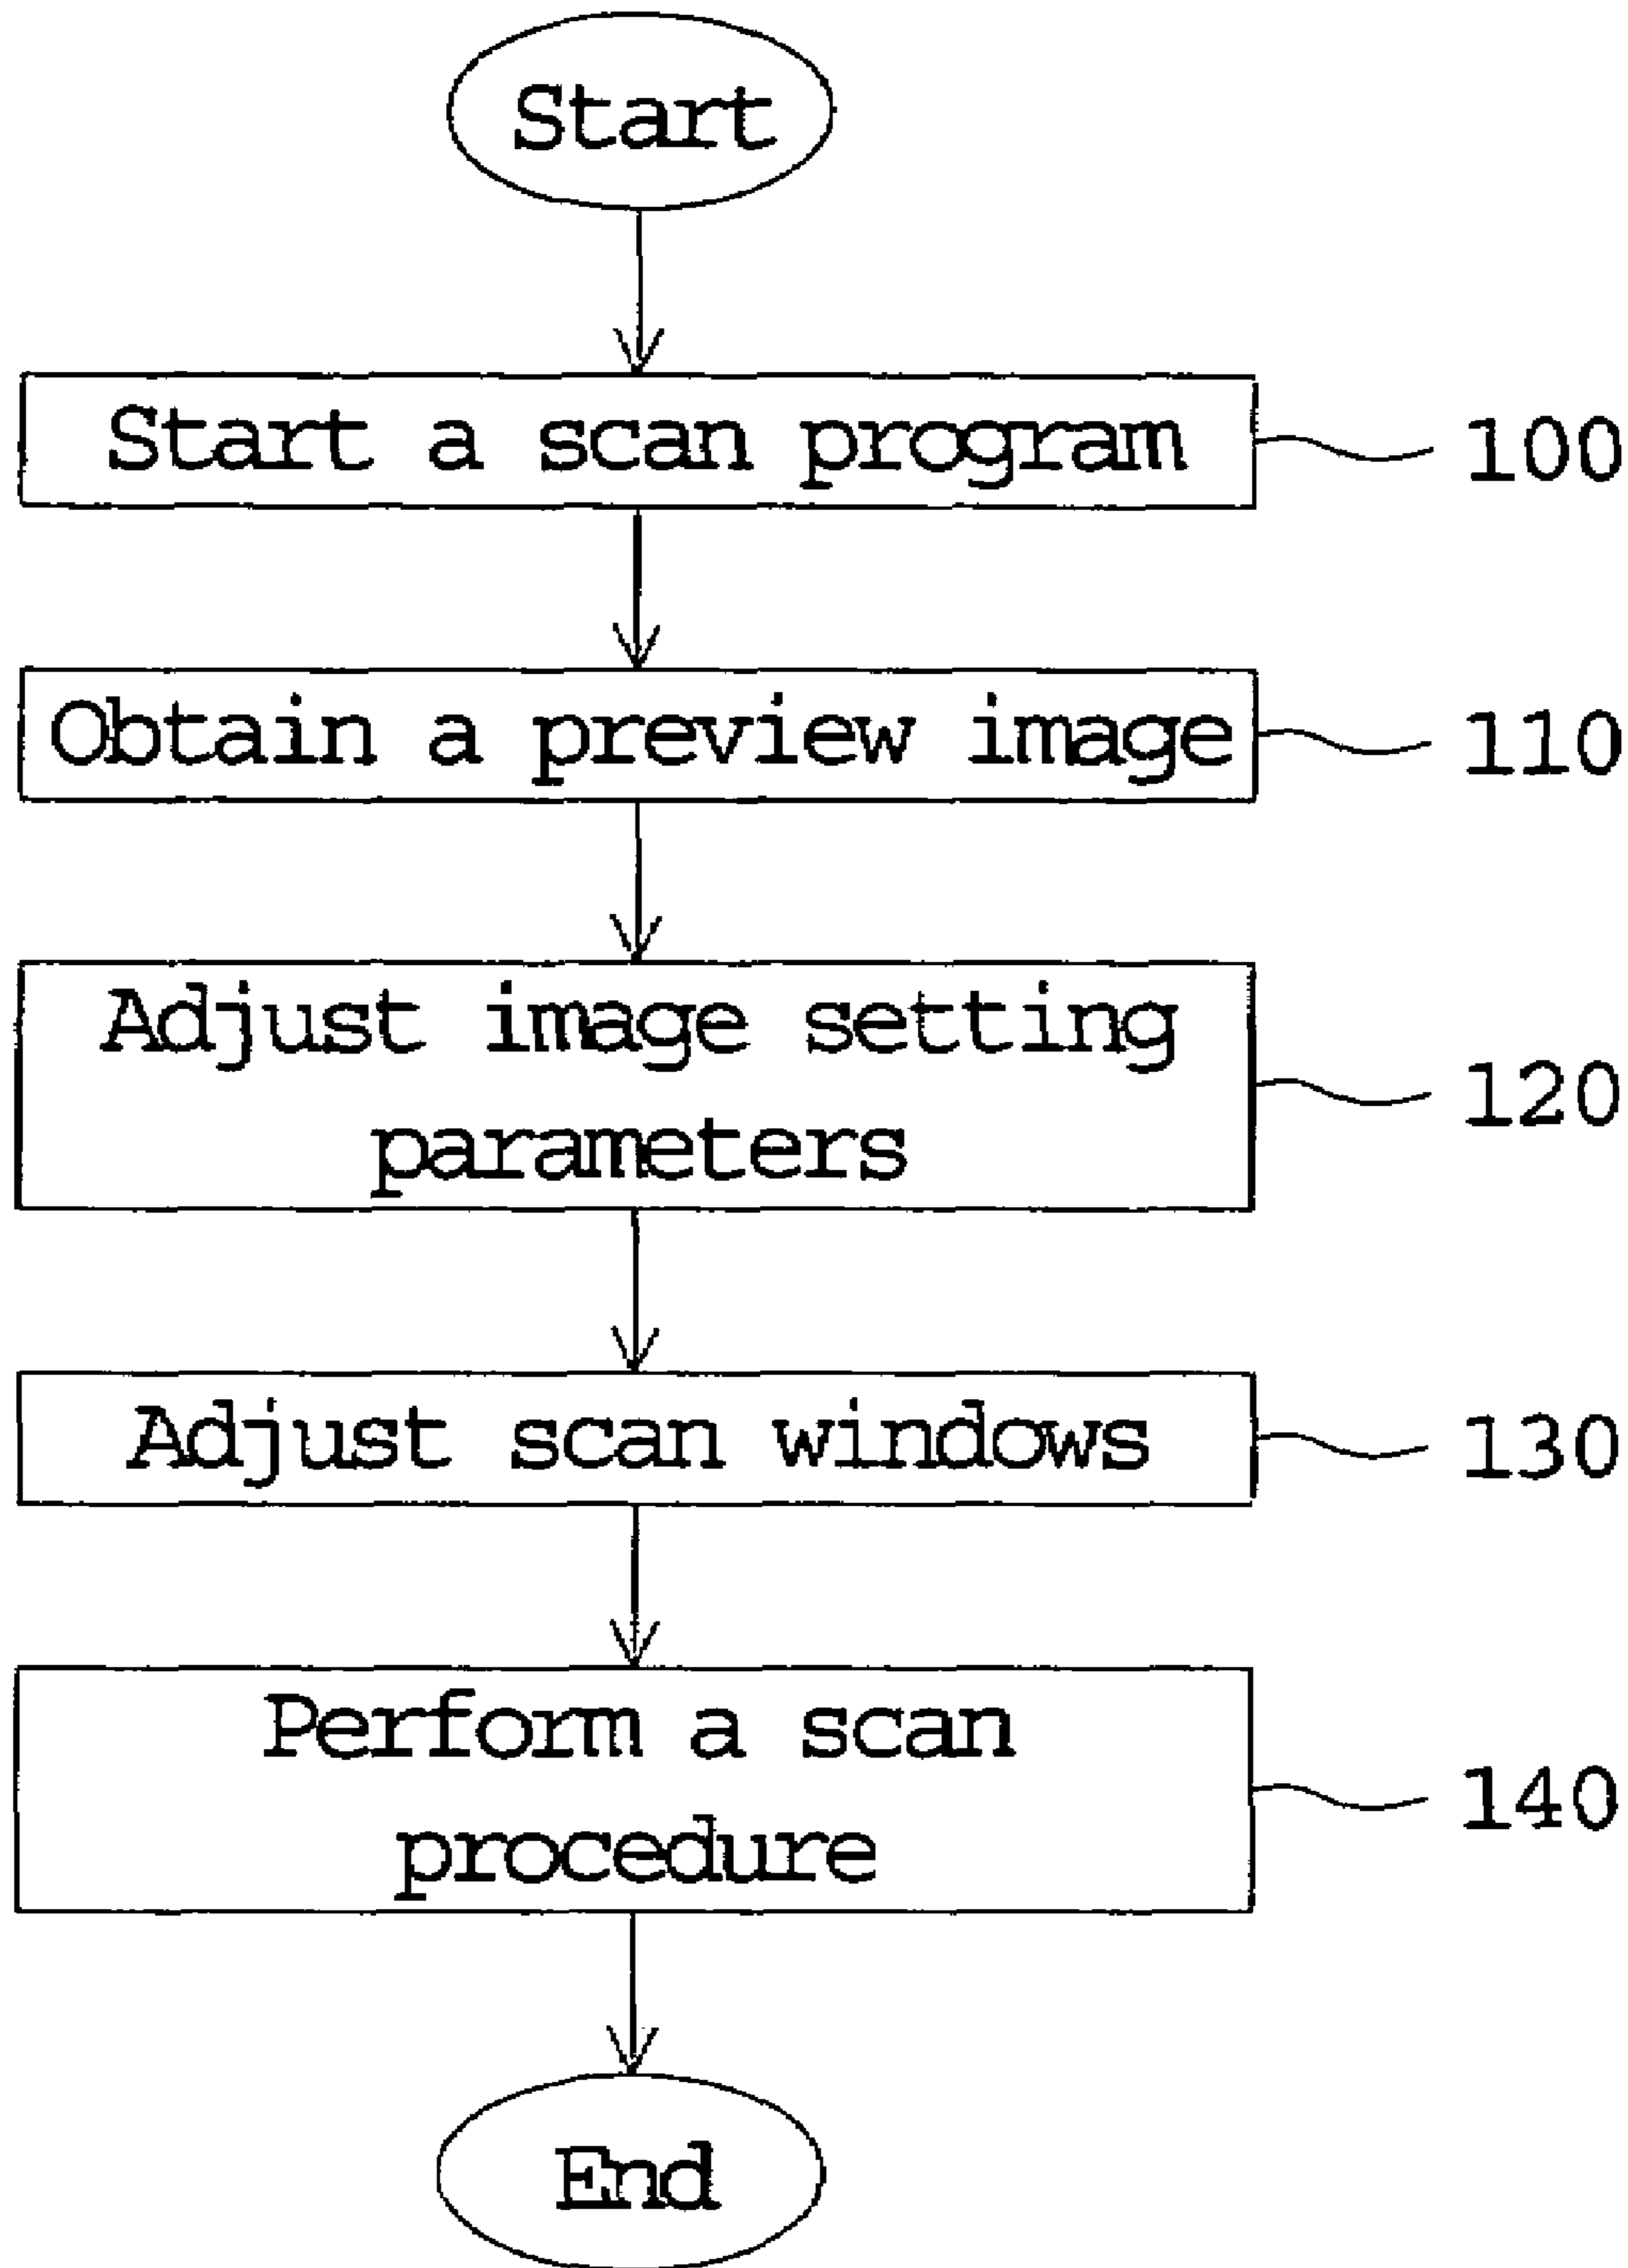 Start
Start a scan program
100
Obtain a preview image
110
Adjust image setting
parameters
120
Adjust scan windows
130
Perform a scan
procedure
140
End